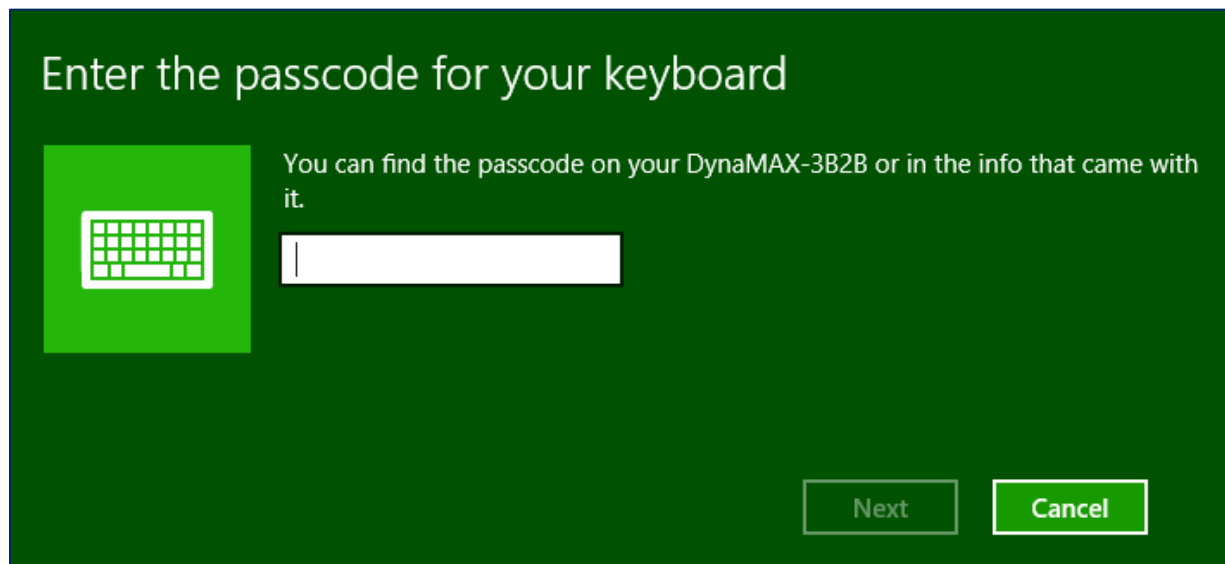 Enter the passcode for your keyboard
You can find the passcode on your DynaMAX-3B2B or in the info that came with
it.
Next
Cancel